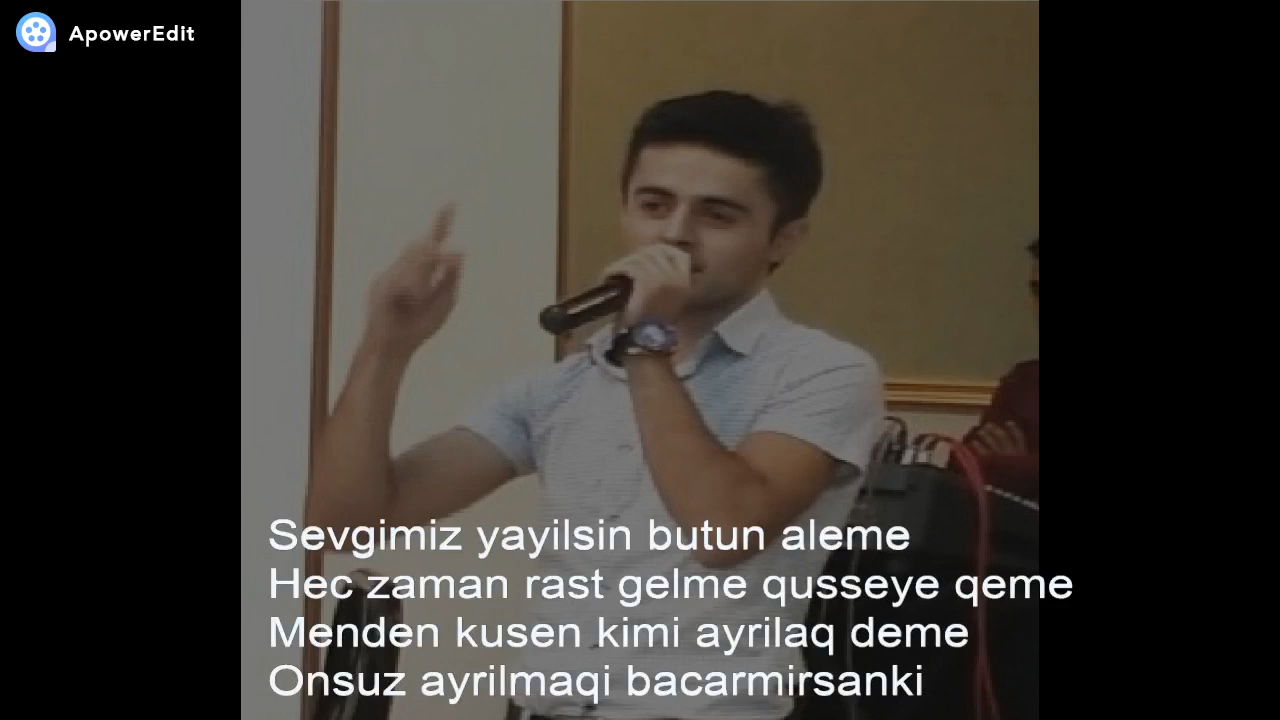 ApowerEdit
Sevgimiz yayilsin butun aleme
Hec zaman rast gelme qusseye qeme
Menden kusen kimi ayrilaq deme
Onsuz ayrilmaqi bacarmirsanki